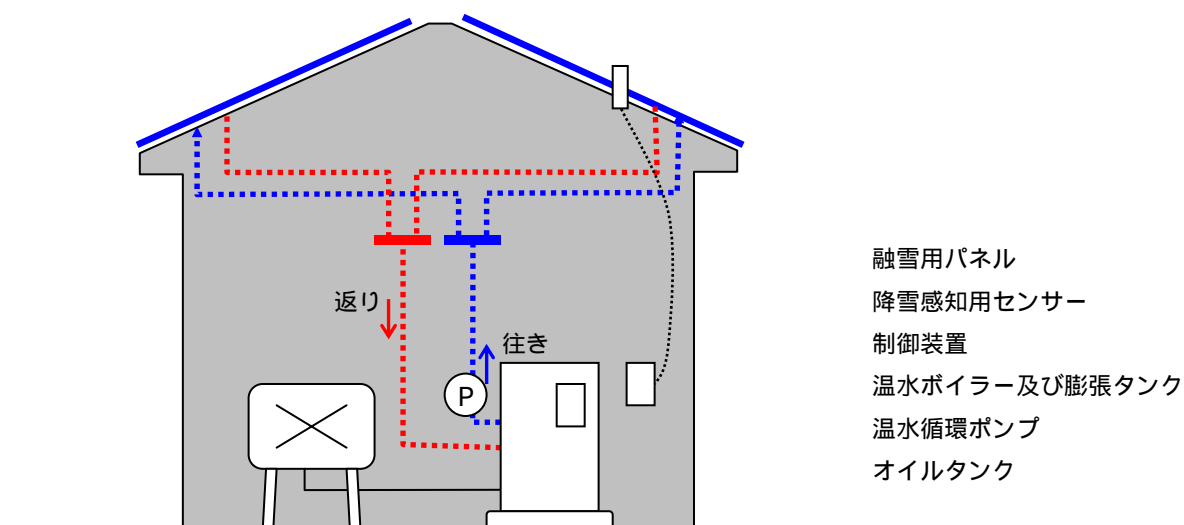 返り
往き
P
融雪用パネル
降雪感知用センサー
制御装置
温水ボイラー及び膨張タンク
温水循環ポンプ
オイルタンク